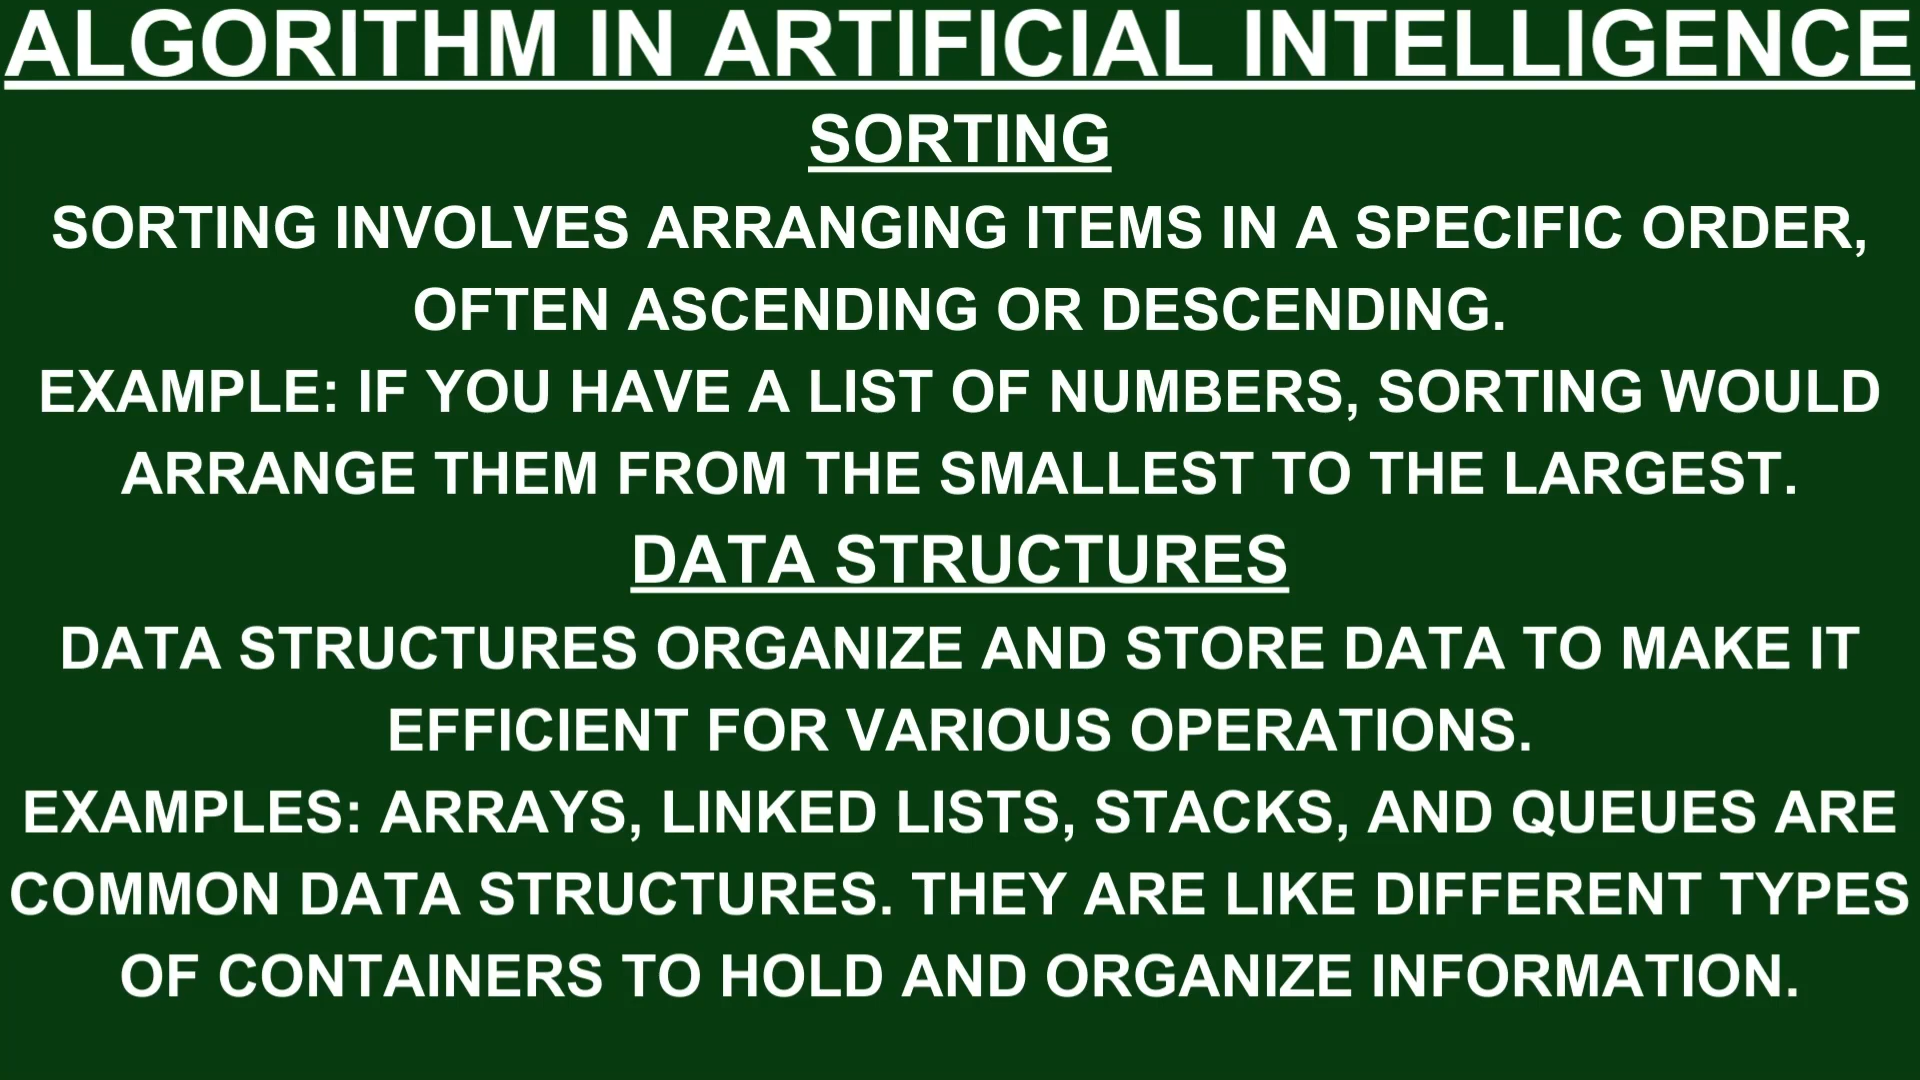 ALGORITHM IN ARTIFICIAL INTELLIGENCE
SORTING
SORTING INVOLVES ARRANGING ITEMS IN A SPECIFIC ORDER,
OFTEN ASCENDING OR DESCENDING.
EXAMPLE: IF YOU HAVE A LIST OF NUMBERS, SORTING WOULD
ARRANGE THEM FROM THE SMALLEST TO THE LARGEST.
DATA STRUCTURES
DATA STRUCTURES ORGANIZE AND STORE DATA TO MAKE IT
EFFICIENT FOR VARIOUS OPERATIONS.
EXAMPLES: ARRAYS, LINKED LISTS, STACKS, AND QUEUES ARE
COMMON DATA STRUCTURES. THEY ARE LIKE DIFFERENT TYPES
OF CONTAINERS TO HOLD AND ORGANIZE INFORMATION.